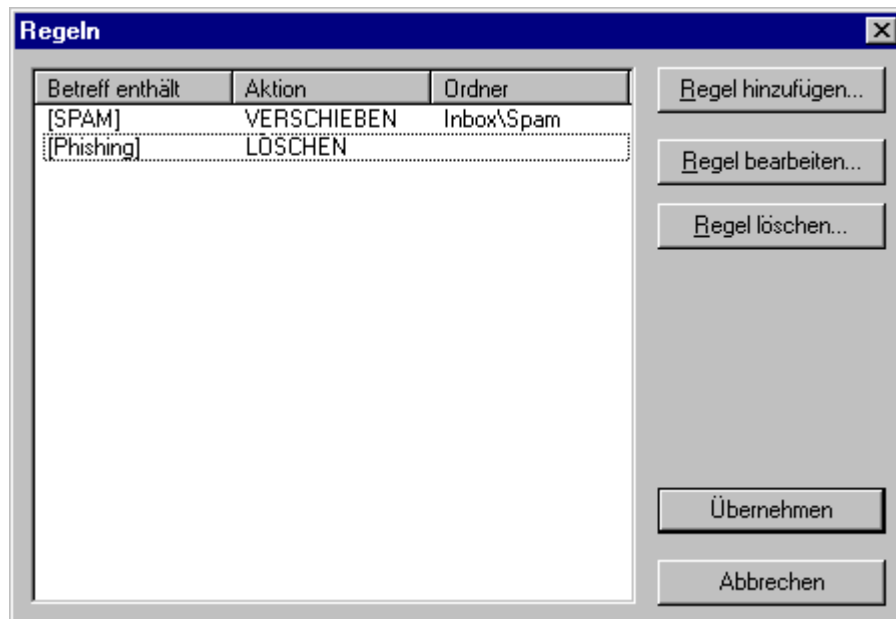 Regeln
Betreff enthält Aktion Ordner
[SPAM] VERSCHIEBEN Inbox\Spam
[Phishing] LÖSCHEN
Regel hinzufügen...
Regel bearbeiten...
Regel löschen...
Übernehmen
Abbrechen